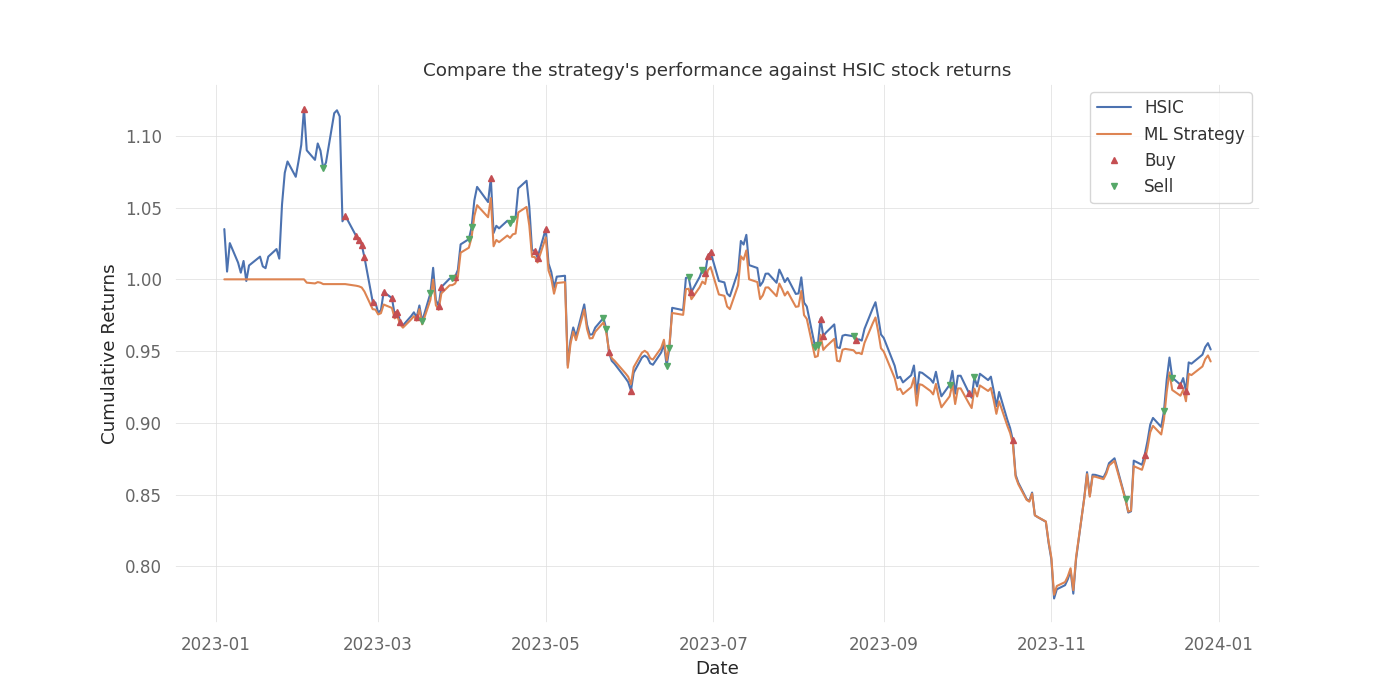 Compare the strategy's performance against HSIC stock returns
HSIC
ML Strategy
Buy
Sell
Cumulative Returns
1.10
1.05
1.00
0.95
0.90
0.85
0.80
2023-01
2023-03
2023-05
2023-07
2023-09
2023-11
2024-01
Date